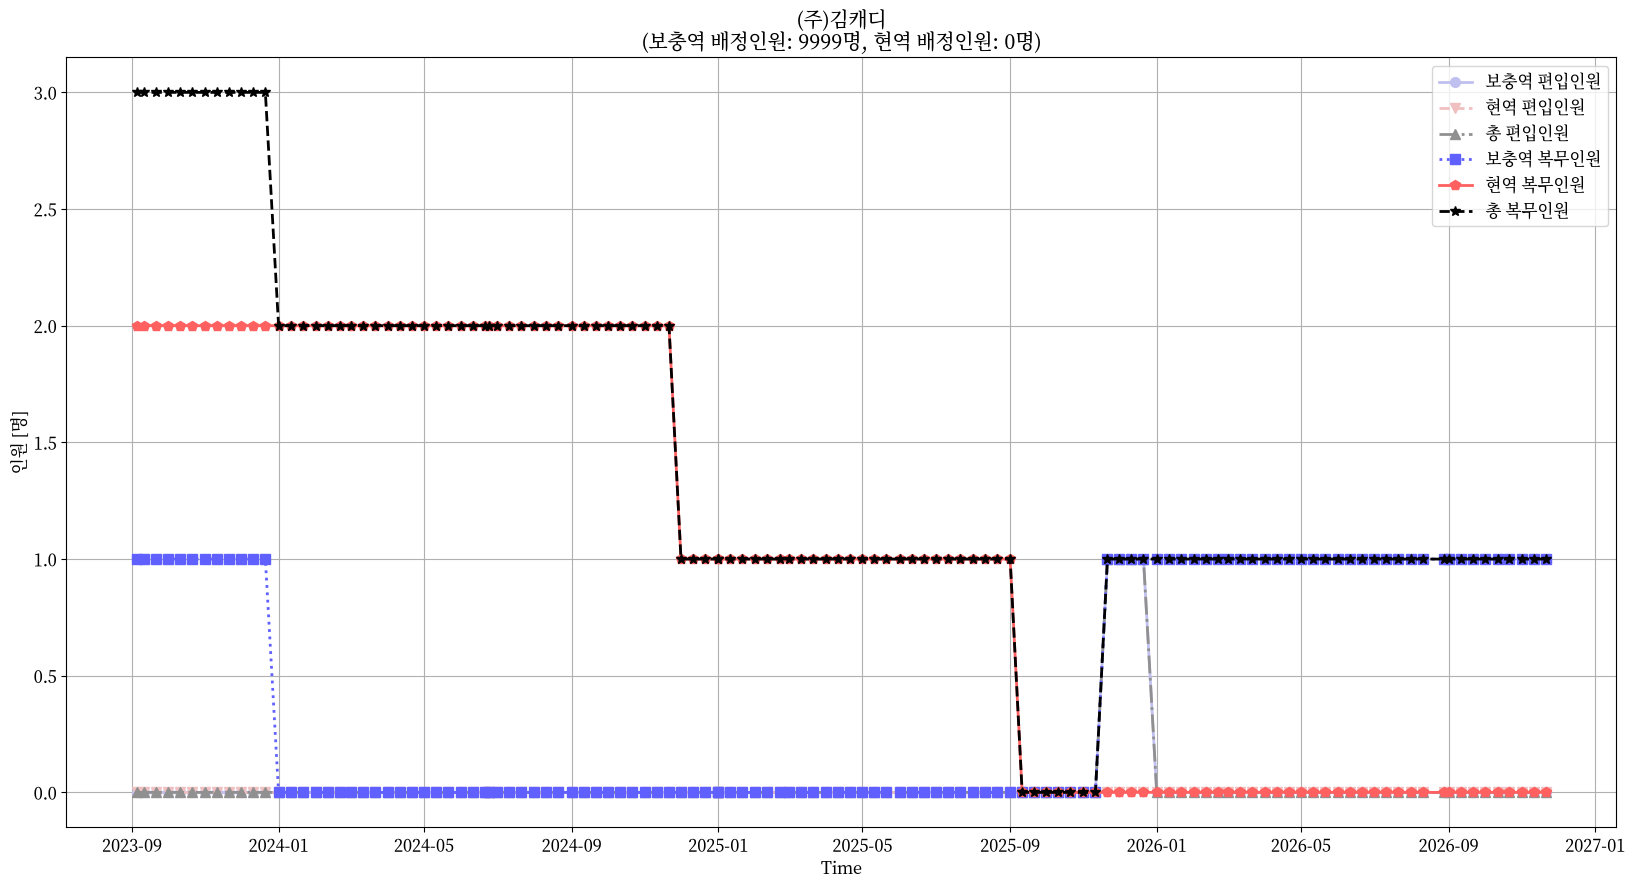 (주)김캐디
(보충역 배정인원: 9999명, 현역 배정인원: 0명)
보충역 편입인원
현역 편입인원
총 편입인원
보충역 복무인원
현역 복무인원
총 복무인원
인원 [명]
3.0
2.5
2.0
1.5
1.0
0.5
0.0
2023-09
2024-01
2024-05
2024-09
2025-01
2025-05
2025-09
2026-01
2026-05
2026-09
2027-01
Time